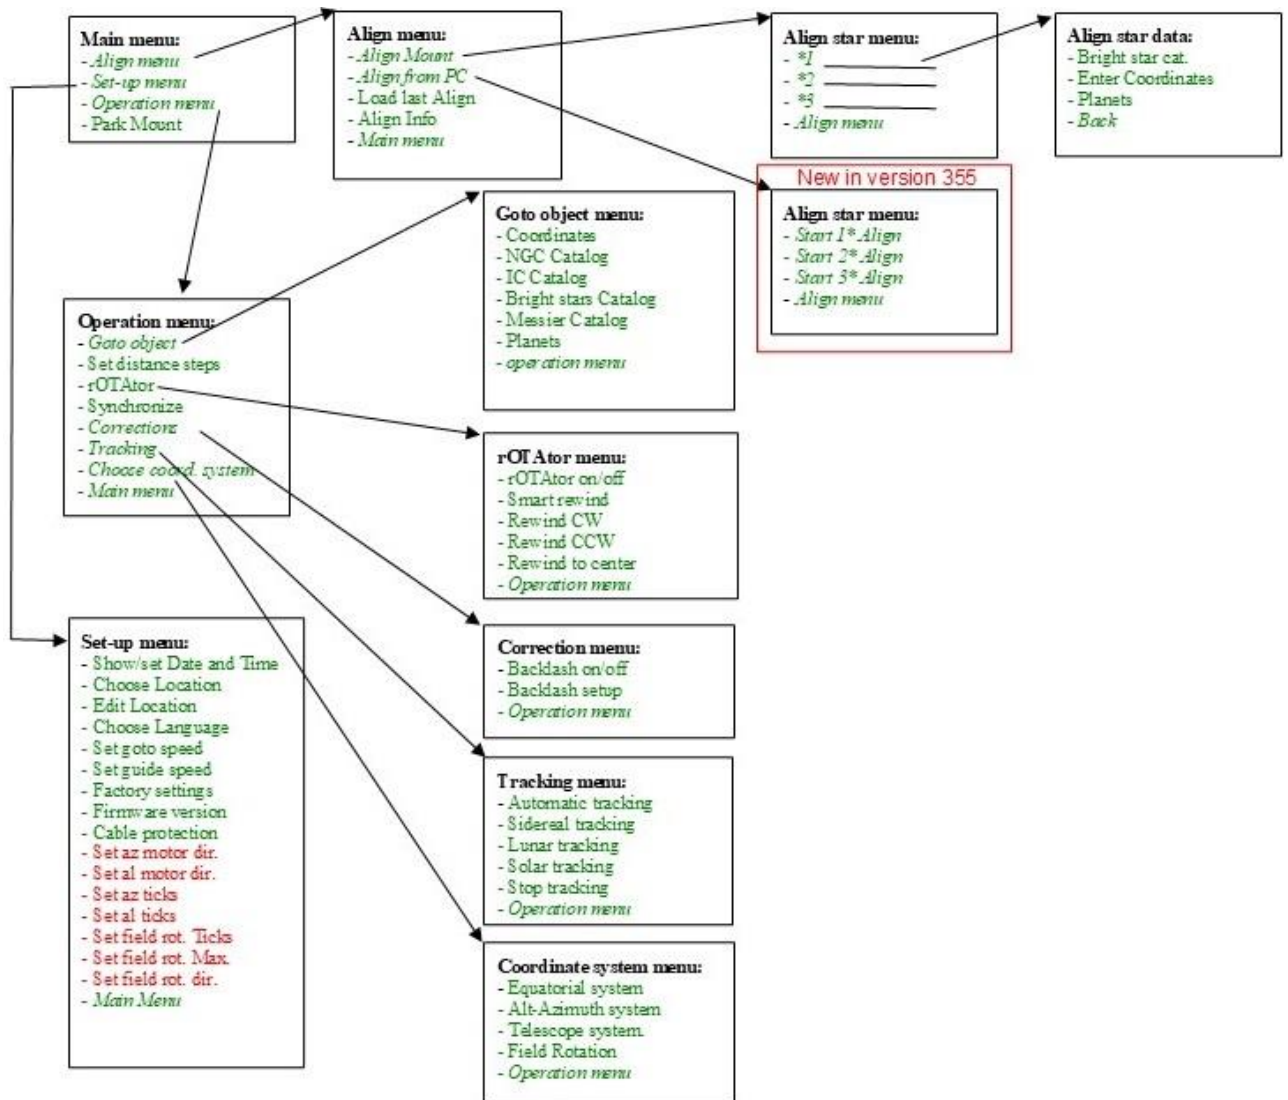 Main menu:
- Align menu
- Set-up menu
- Operation menu
- Park Mount
Align menu:
- Align Mount
- Align from PC
- Load last Align
- Align Info
- Main menu
Align star menu:
- *1
- *2
- *3
- Align menu
Align star data:
- Bright star cat.
- Enter Coordinates
- Planets
- Back
New in version 355
Align star menu:
- Start 1* Align
- Start 2* Align
- Start 3* Align
- Align menu
Goto object menu:
- Coordinates
- NGC Catalog
- IC Catalog
- Bright stars Catalog
- Messier Catalog
- Planets
- operation menu
Operation menu:
- Goto object
- Set distance steps
- rOTAtor
- Synchronize
- Corrections
- Tracking
- Choose coord. system
- Main menu
rOTAtor menu:
- rOTAtor on/off
- Smart rewind
- Rewind CW
- Rewind CCW
- Rewind to center
- Operation menu
Set-up menu:
- Show/set Date and Time
- Choose Location
- Edit Location
- Choose Language
- Set goto speed
- Set guide speed
- Factory settings
- Firmware version
- Cable protection
- Set az motor dir.
- Set al motor dir.
- Set az ticks
- Set al ticks
- Set field rot. Ticks
- Set field rot. Max.
- Set field rot. dir.
- Main Menu
Correction menu:
- Backlash on/off
- Backlash setup
- Operation menu
Tracking menu:
- Automatic tracking
- Sidereal tracking
- Lunar tracking
- Solar tracking
- Stop tracking
- Operation menu
Coordinate system menu:
- Equatorial system
- Alt-Azimuth system
- Telescope system.
- Field Rotation
- Operation menu